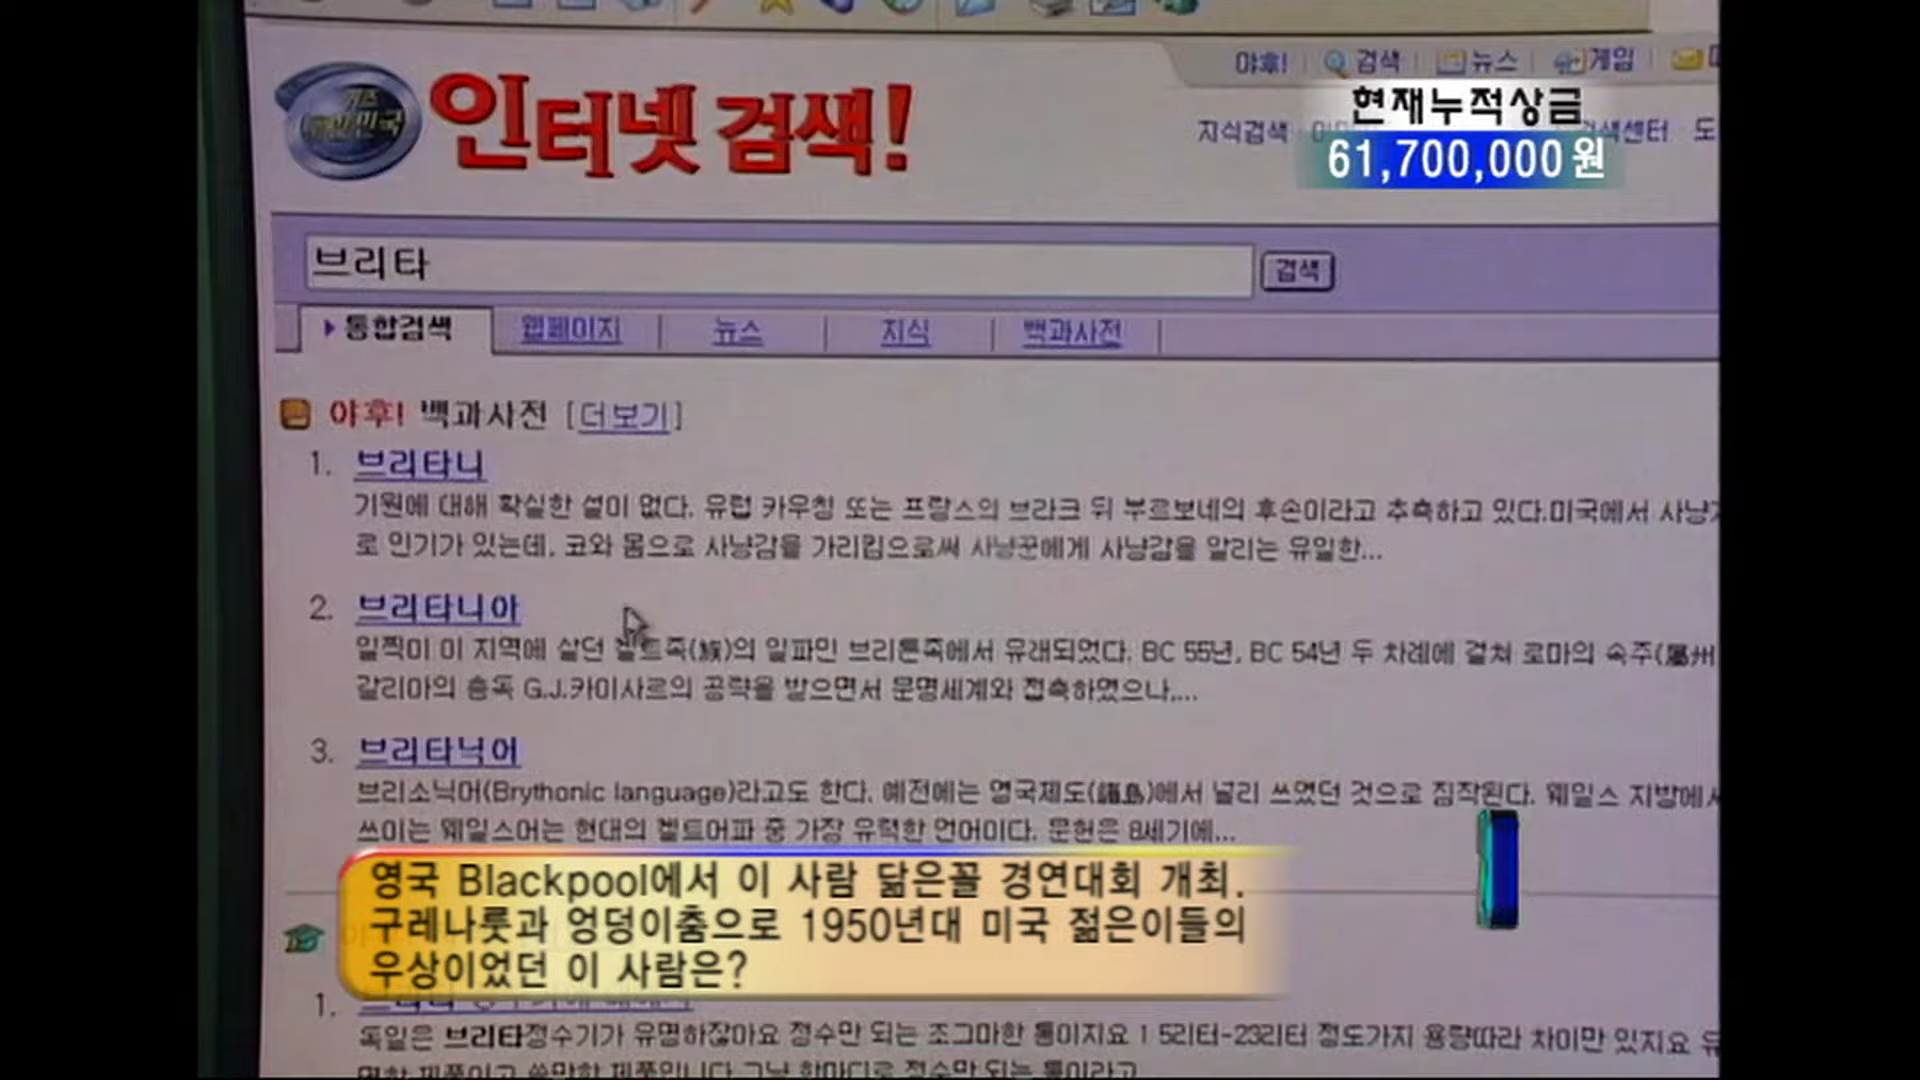 야후! 검색 뉴스 게임
퀴즈
대한민국
인터넷 검색!
현재누적상금
지식검색
검색센터
61,700,000원
브리타
검색
통합검색 웹페이지 뉴스 지식 백과사전
야후! 백과사전 [더보기]
1. 브리타니
기원에 대해 확실한 설이 없다. 유럽 카우칭 또는 프랑스의 브라크 뒤 부르보네의 후손이라고 추측하고 있다.미국에서
로 인기가 있는데, 코와 몸으로 사냥감을 가리킴으로써 사냥꾼에게 사냥감을 알리는 유일한...
2. 브리타니아
일찍이 이 지역에 살던 켈트족(族)의 일파인 브리튼족에서 유래되었다. BC 55년, BC 54년 두 차례에 걸쳐 로마의 속주(屬州
갈리아의 총독 G.J.카이사르의 공략을 받으면서 문명세계와 접촉하였으나,...
3. 브리타닉어
브리소닉어(Brythonic language)라고도 한다. 예전에는 영국제도(諸島)에서 널리 쓰였던 것으로 짐작된다. 웨일스 지방에서
쓰이는 웨일스어는 현대의 켈트어파 중 가장 유력한 언어이다. 문헌은 8세기에...
영국 Blackpool에서 이 사람 닮은꼴 경연대회 개최.
구레나룻과 엉덩이춤으로 1950년대 미국 젊은이들의
우상이었던 이 사람은?
1.
독일은 브리타정수기가 유명하잖아요 정수만 되는 조그마한 통이지요 1 5리터-23리터 정도가지 용량따라 차이만 있지요